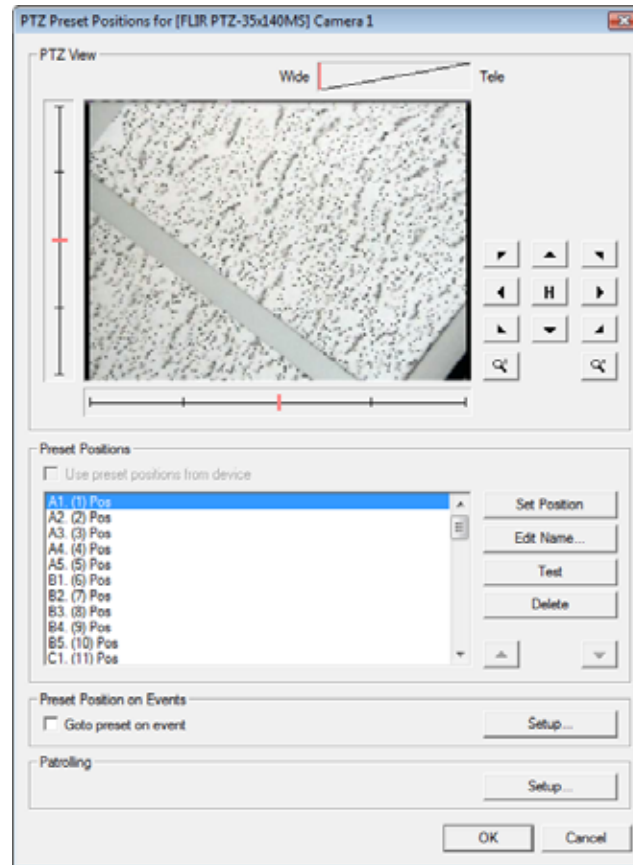 PTZ Preset Positions for [FLIR PTZ-35x140MS] Camera 1
PTZ View
Wide Tele
H
Preset Positions
Use preset positions from device
A1. (1) Pos
A2. (2) Pos
A3. (3) Pos
A4. (4) Pos
A5. (5) Pos
B1. (6) Pos
B2. (7) Pos
B3. (8) Pos
B4. (9) Pos
B5. (10) Pos
C1. (11) Pos
Set Position
Edit Name...
Test
Delete
Preset Position on Events
Goto preset on event
Setup...
Patrolling
Setup...
OK Cancel